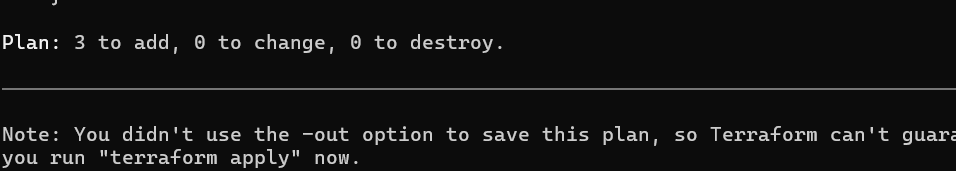 Plan: 3 to add, 0 to change, 0 to destroy.
Note: You didn't use the -out option to save this plan, so Terraform can't
you run "terraform apply" now.